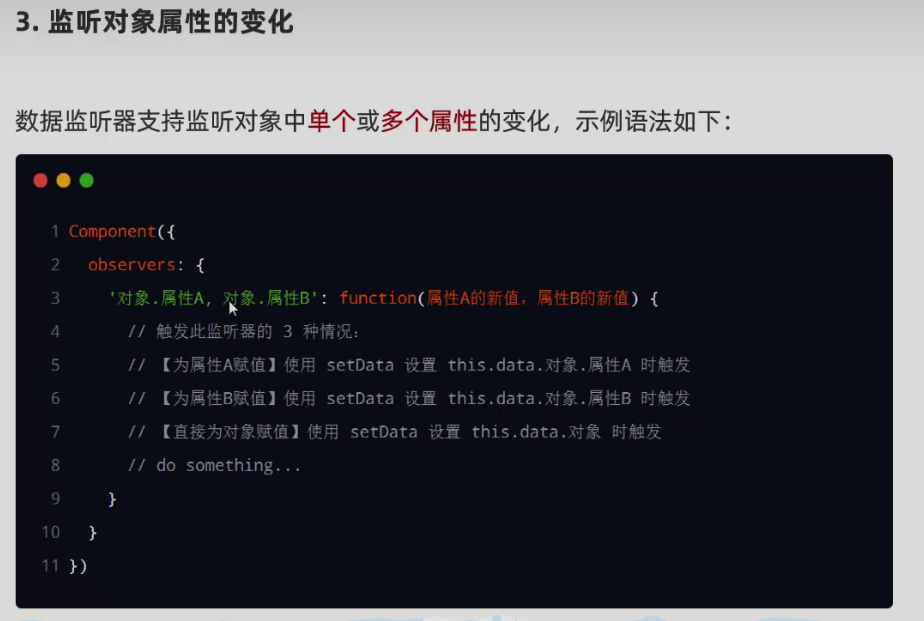 3. 监听对象属性的变化
数据监听器支持监听对象中单个或多个属性的变化，示例语法如下：
1 Component({
2 observers: {
3 '对象.属性A, 对象.属性B': function(属性A的新值, 属性B的新值) {
4 // 触发此监听器的 3 种情况:
5 // 【为属性A赋值】使用 setData 设置 this.data.对象.属性A 时触发
6 // 【为属性B赋值】使用 setData 设置 this.data.对象.属性B 时触发
7 // 【直接为对象赋值】使用 setData 设置 this.data.对象 时触发
8 // do something...
9 }
10 }
11 })